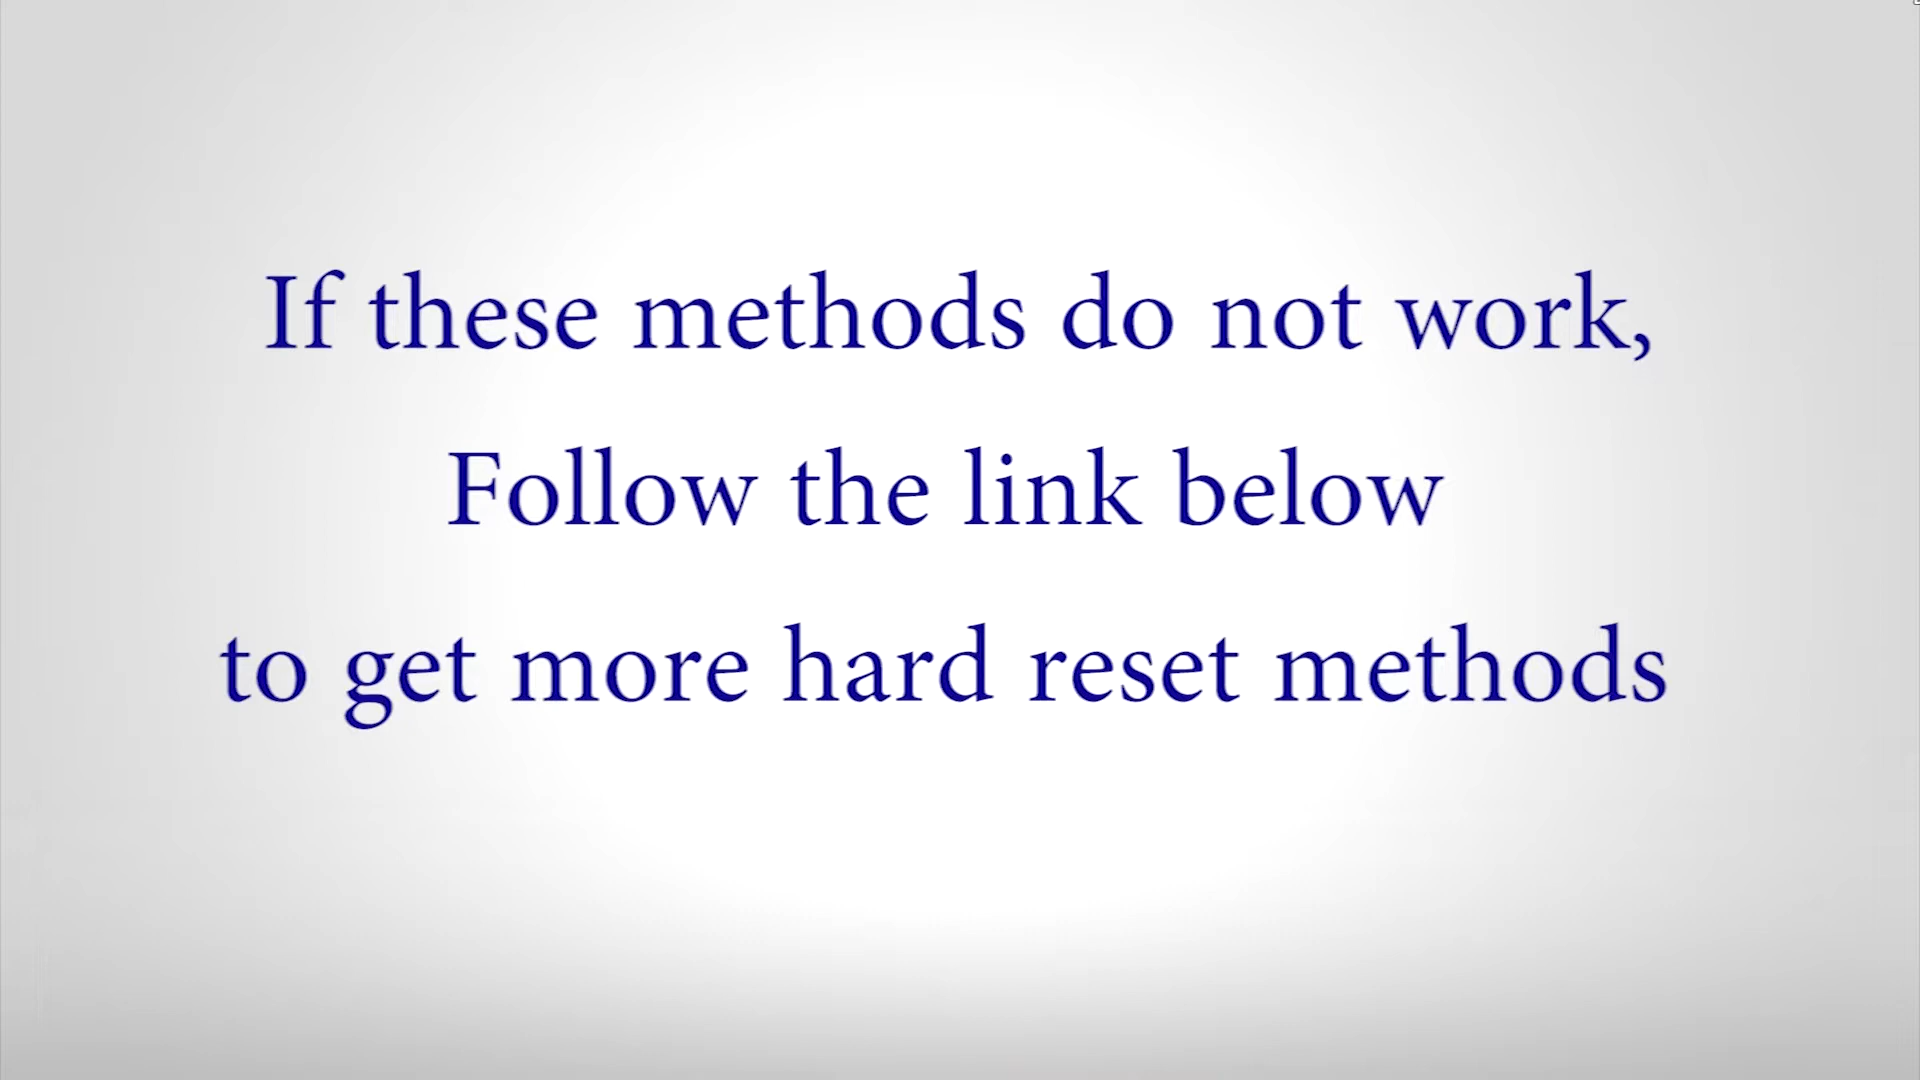 If these methods do not work,
Follow the link below
to get more hard reset methods